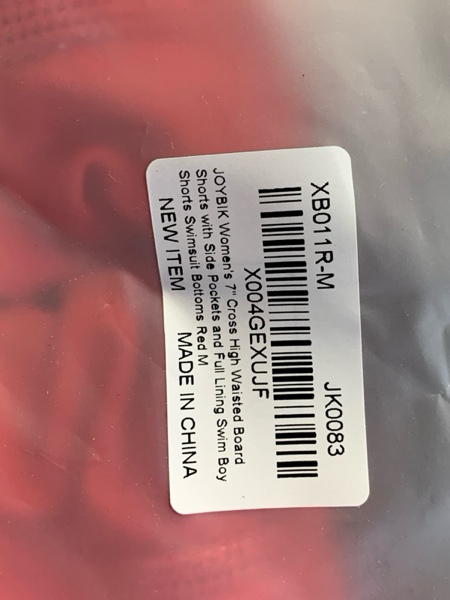 XB011R-M JK0083
X004GEXUJF
JOYBIK Women's 7" Cross High Waisted Board
Shorts with Side Pockets and Full Lining Swim Boy
Shorts Swimsuit Bottoms Red M
NEW ITEM MADE IN CHINA